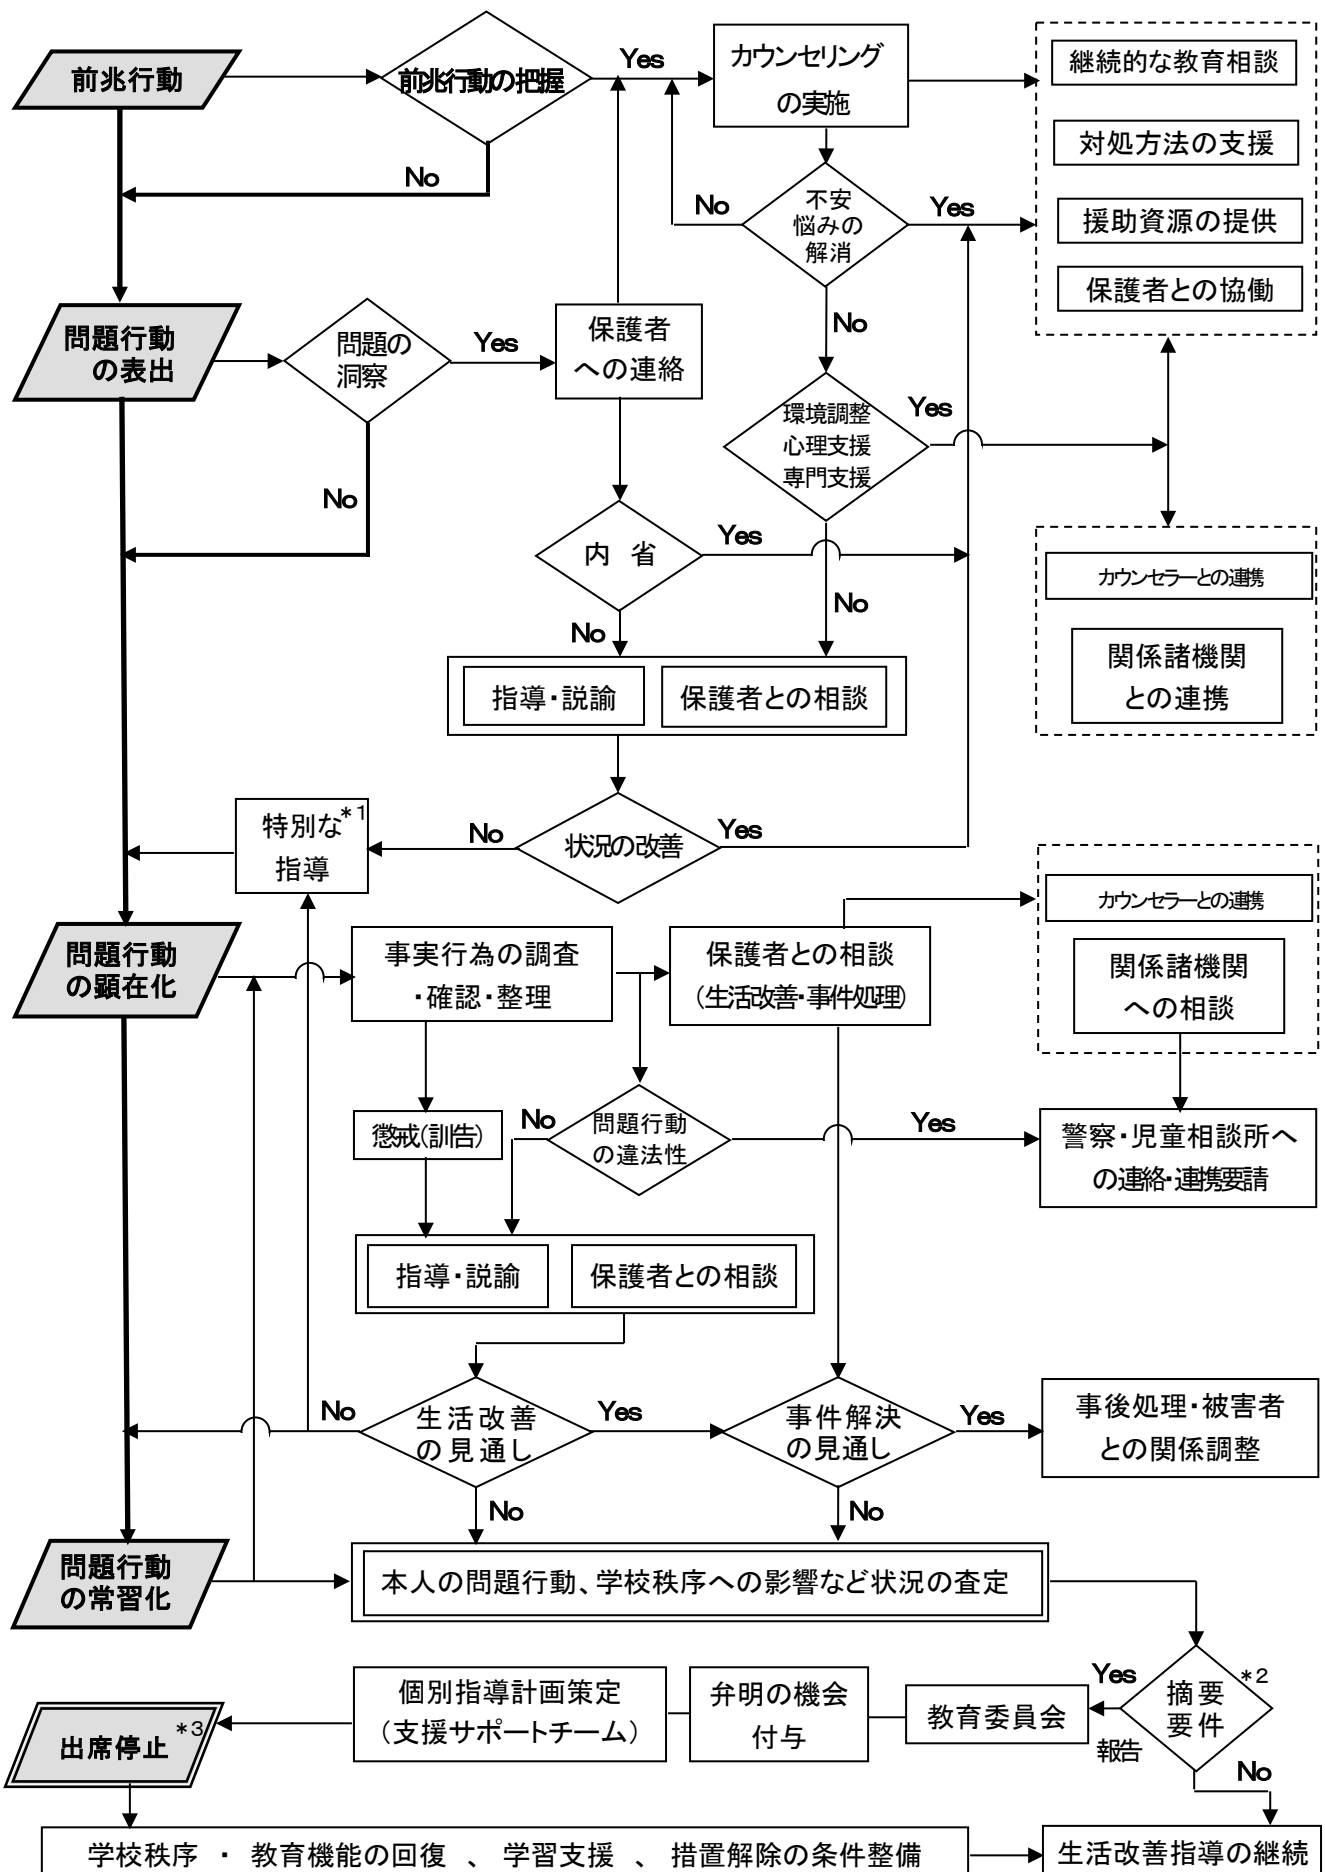 前兆行動
前兆行動の把握
Yes
カウンセリング
の実施
継続的な教育相談
対処方法の支援
援助資源の提供
保護者との協働
No
No
不安
悩みの
解消
Yes
No
問題行動
の表出
問題の
洞察
Yes
保護者
への連絡
環境調整
心理支援
専門支援
Yes
No
内 省
Yes
No
No
カウンセラーとの連携
関係諸機関
との連携
指導・説諭
保護者との相談
特別な*1
指導
No
状況の改善
Yes
問題行動
の顕在化
事実行為の調査
・確認・整理
保護者との相談
(生活改善・事件処理)
カウンセラーとの連携
関係諸機関
への相談
懲戒(訓告)
No
問題行動
の違法性
Yes
警察・児童相談所へ
の連絡・連携要請
指導・説諭
保護者との相談
No
生活改善
の見通し
Yes
事件解決
の見通し
Yes
事後処理・被害者
との関係調整
No
No
問題行動
の常習化
本人の問題行動、学校秩序への影響など状況の査定
出席停止*3
個別指導計画策定
(支援サポートチーム)
弁明の機会
付与
教育委員会
Yes
報告
摘要
要件
*2
No
学校秩序 ・ 教育機能の回復 、 学習支援 、 措置解除の条件整備
生活改善指導の継続